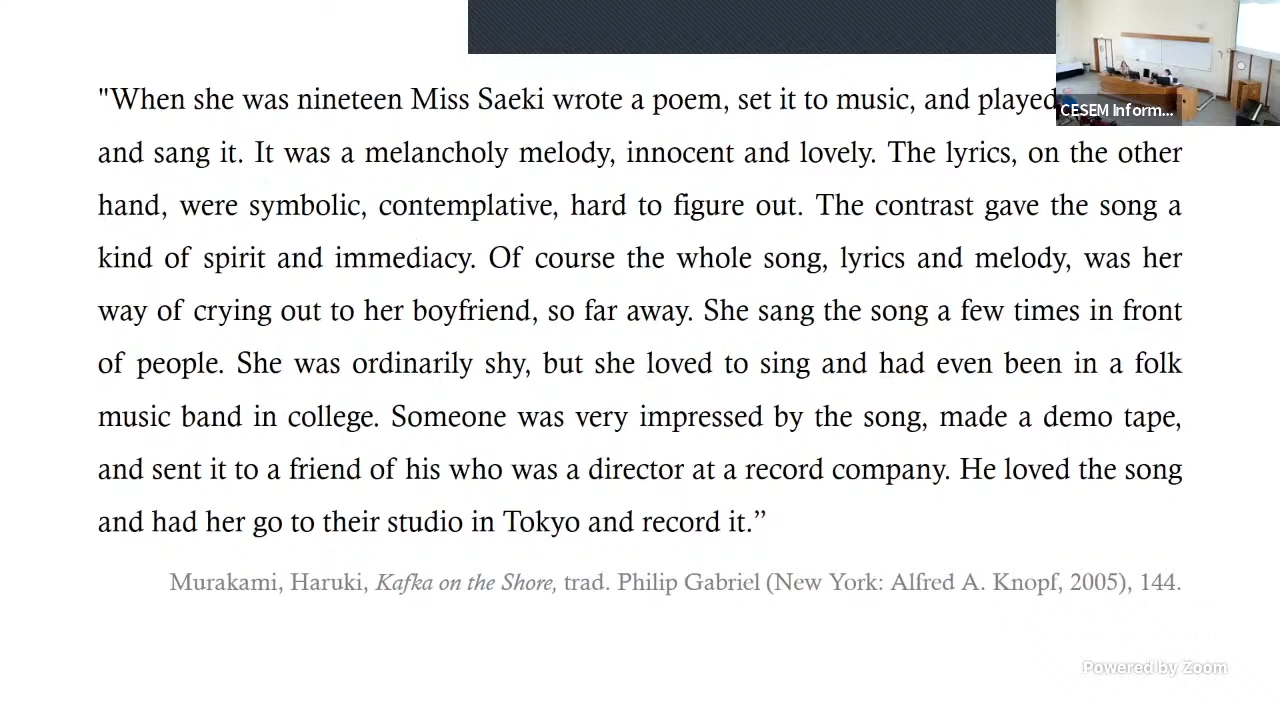 "When she was nineteen Miss Saeki wrote a poem, set it to music, and played
and sang it. It was a melancholy melody, innocent and lovely. The lyrics, on the other
hand, were symbolic, contemplative, hard to figure out. The contrast gave the song a
kind of spirit and immediacy. Of course the whole song, lyrics and melody, was her
way of crying out to her boyfriend, so far away. She sang the song a few times in front
of people. She was ordinarily shy, but she loved to sing and had even been in a folk
music band in college. Someone was very impressed by the song, made a demo tape,
and sent it to a friend of his who was a director at a record company. He loved the song
and had her go to their studio in Tokyo and record it.”
Murakami, Haruki, Kafka on the Shore, trad. Philip Gabriel (New York: Alfred A. Knopf, 2005), 144.
CESEM Inform...
Powered by Zoom